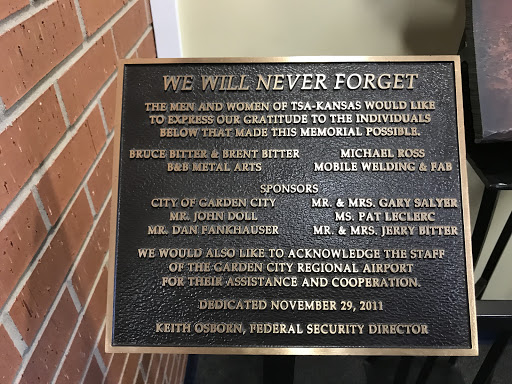 WE WILL NEVER FORGET
THE MEN AND WOMEN OF TSA-KANSAS WOULD LIKE
TO EXPRESS OUR GRATITUDE TO THE INDIVIDUALS
BELOW THAT MADE THIS MEMORIAL POSSIBLE.
BRUCE BITTER & BRENT BITTER MICHAEL ROSS
B&B METAL ARTS MOBILE WELDING & FAB
SPONSORS
CITY OF GARDEN CITY MR. & MRS. GARY SALYER
MR. JOHN DOLL MS. PAT LECLERC
MR. DAN FANKHAUSER MR. & MRS. JERRY BITTER
WE WOULD ALSO LIKE TO ACKNOWLEDGE THE STAFF
OF THE GARDEN CITY REGIONAL AIRPORT
FOR THEIR ASSISTANCE AND COOPERATION.
DEDICATED NOVEMBER 29, 2011
KEITH OSBORN, FEDERAL SECURITY DIRECTOR